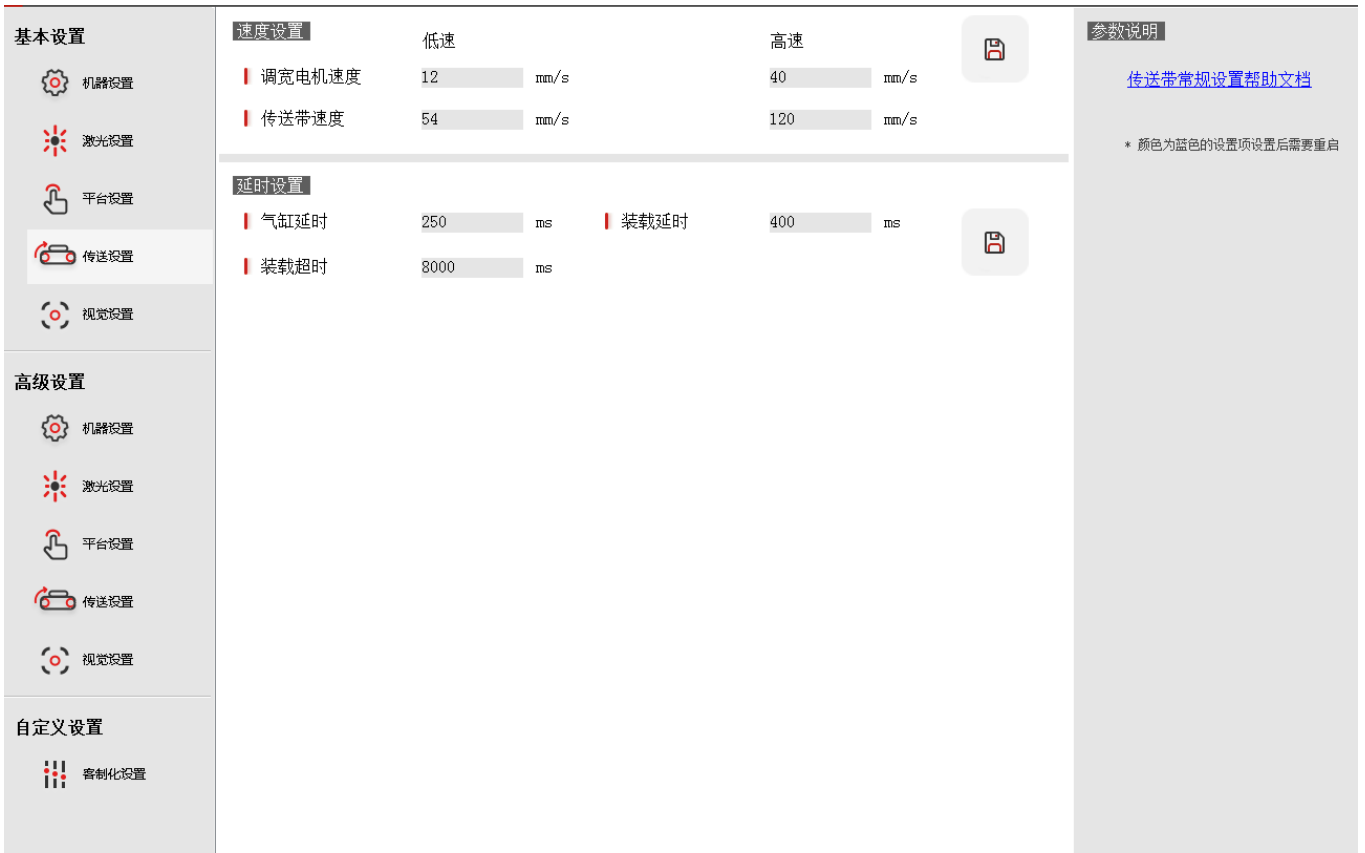 基本设置
机器设置
激光设置
平台设置
传送设置
视觉设置
高级设置
机器设置
激光设置
平台设置
传送设置
视觉设置
自定义设置
客制化设置
速度设置
低速 高速
调宽电机速度 12 mm/s 40 mm/s
传送带速度 54 mm/s 120 mm/s
延时设置
气缸延时 250 ms 装载延时 400 ms
装载超时 8000 ms
参数说明
传送带常规设置帮助文档
* 颜色为蓝色的设置项设置后需要重启